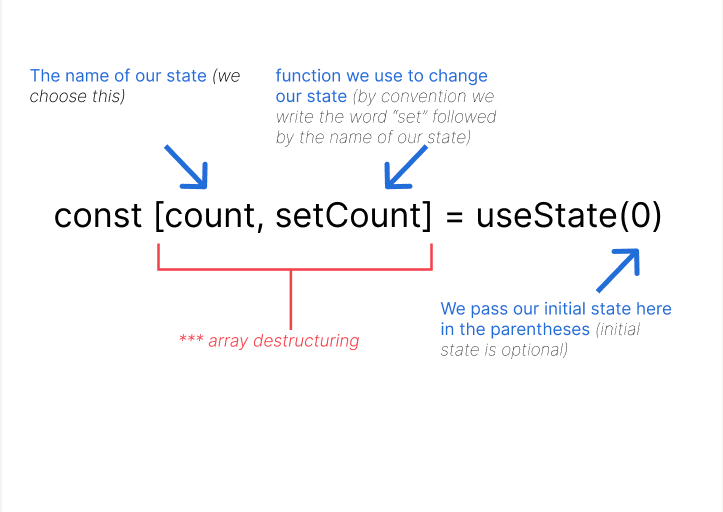 The name of our state (we
choose this)
function we use to change
our state (by convention we
write the word “set” followed
by the name of our state)
const [count, setCount] = useState(0)
*** array destructuring
We pass our initial state here
in the parentheses (initial
state is optional)